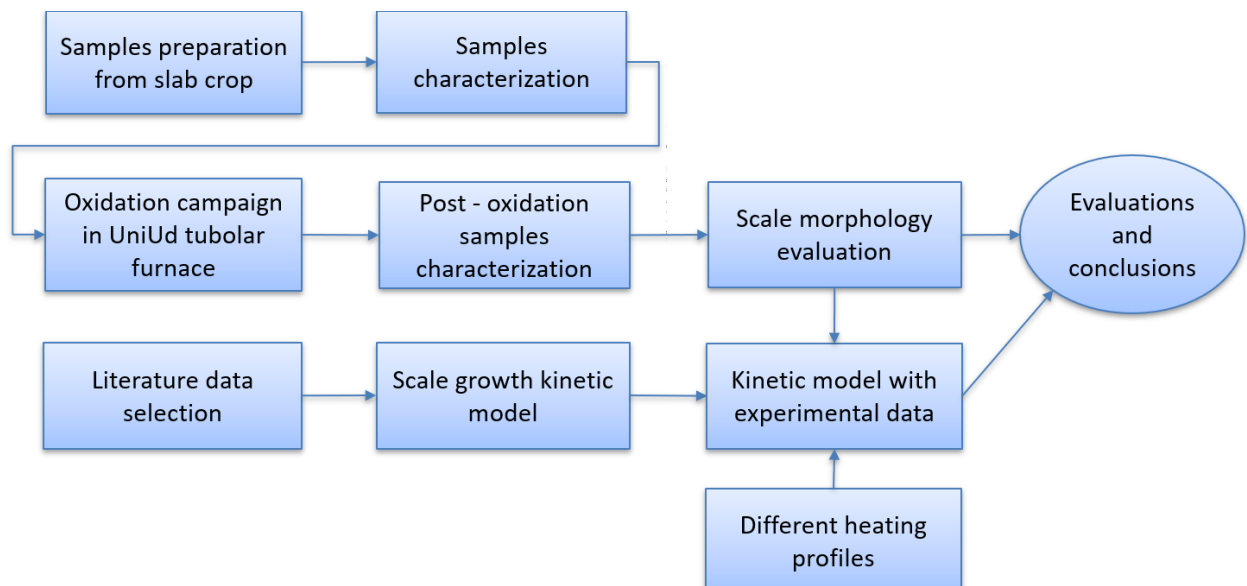 Samples preparation
from slab crop
Samples
characterization
Oxidation campaign
in UniUd tubolar
furnace
Post - oxidation
samples
characterization
Scale morphology
evaluation
Evaluations
and
conclusions
Literature data
selection
Scale growth kinetic
model
Kinetic model with
experimental data
Different heating
profiles